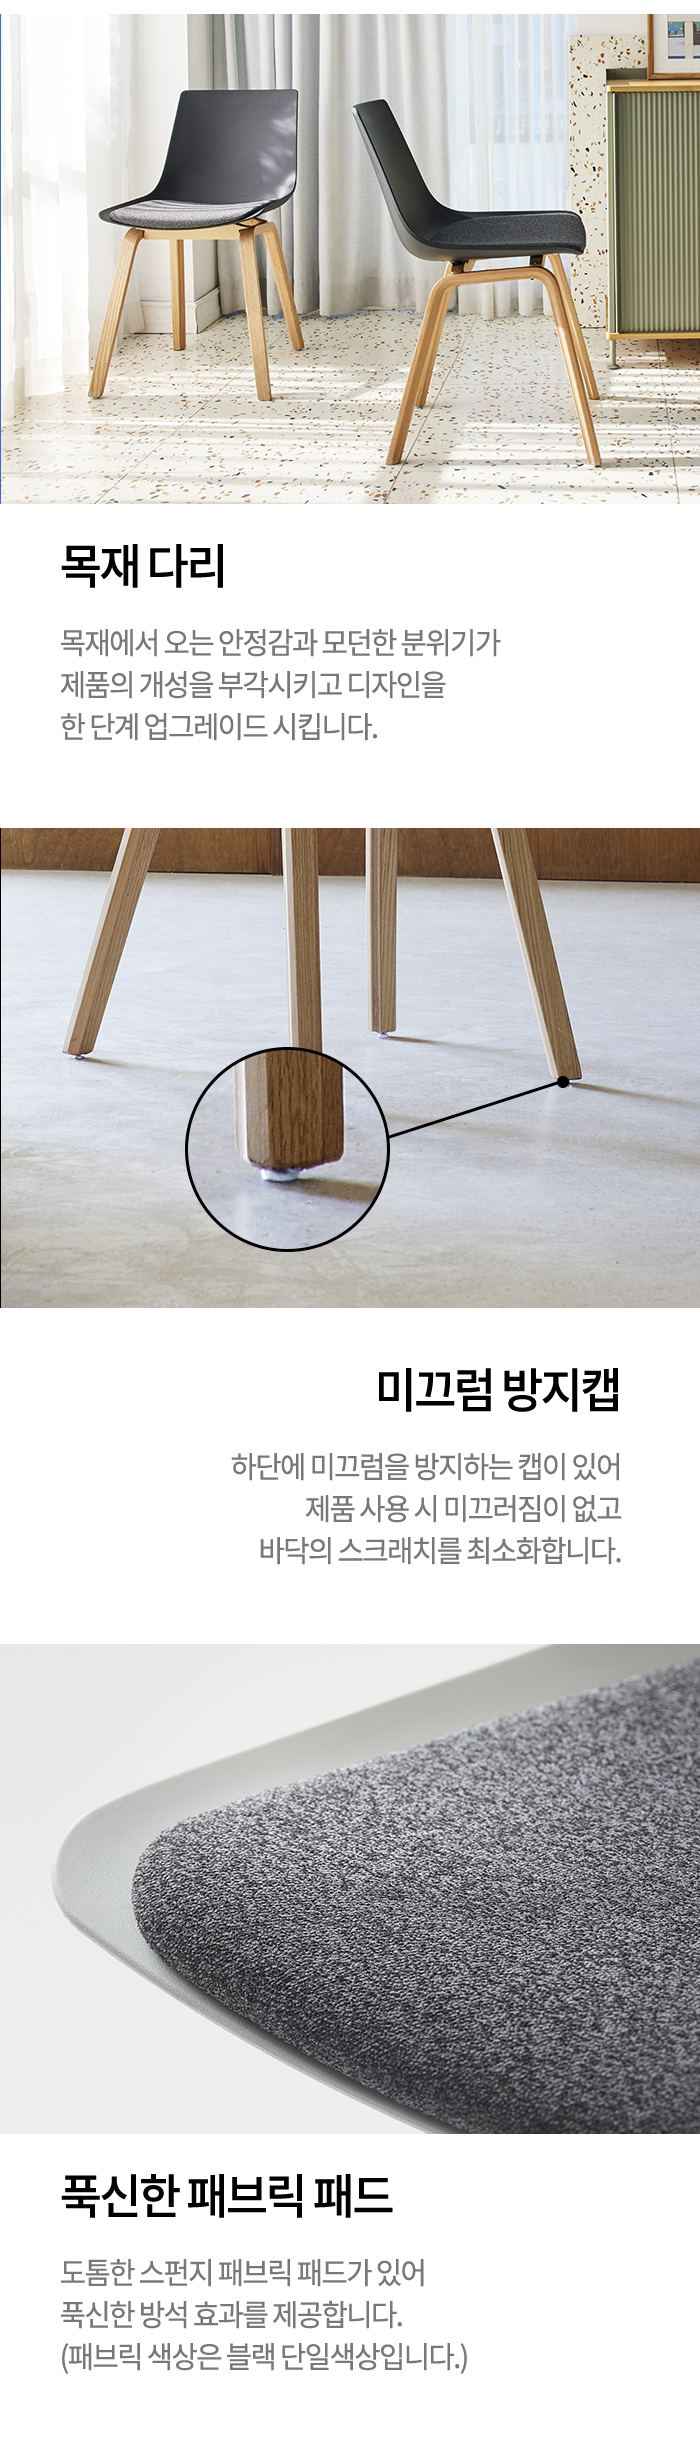 목재 다리
목재에서 오는 안정감과 모던한 분위기가
제품의 개성을 부각시키고 디자인을
한 단계 업그레이드 시킵니다.
미끄럼 방지캡
하단에 미끄럼을 방지하는 캡이 있어
제품 사용 시 미끄러짐이 없고
바닥의 스크래치를 최소화합니다.
푹신한 패브릭 패드
도톰한 스펀지 패브릭 패드가 있어
푹신한 방석 효과를 제공합니다.
(패브릭 색상은 블랙 단일색상입니다.)